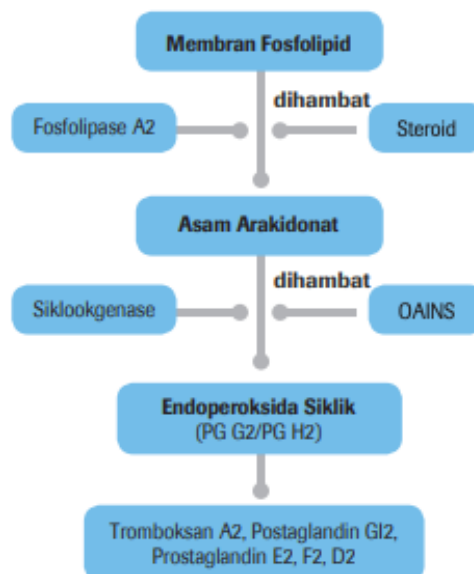 Membran Fosfolipid
dihambat
Fosfolipase A2
Steroid
Asam Arakidonat
dihambat
Siklookgenase
OAINS
Endoperoksida Siklik
(PG G2/PG H2)
Tromboksan A2, Postaglandin GI2,
Prostaglandin E2, F2, D2